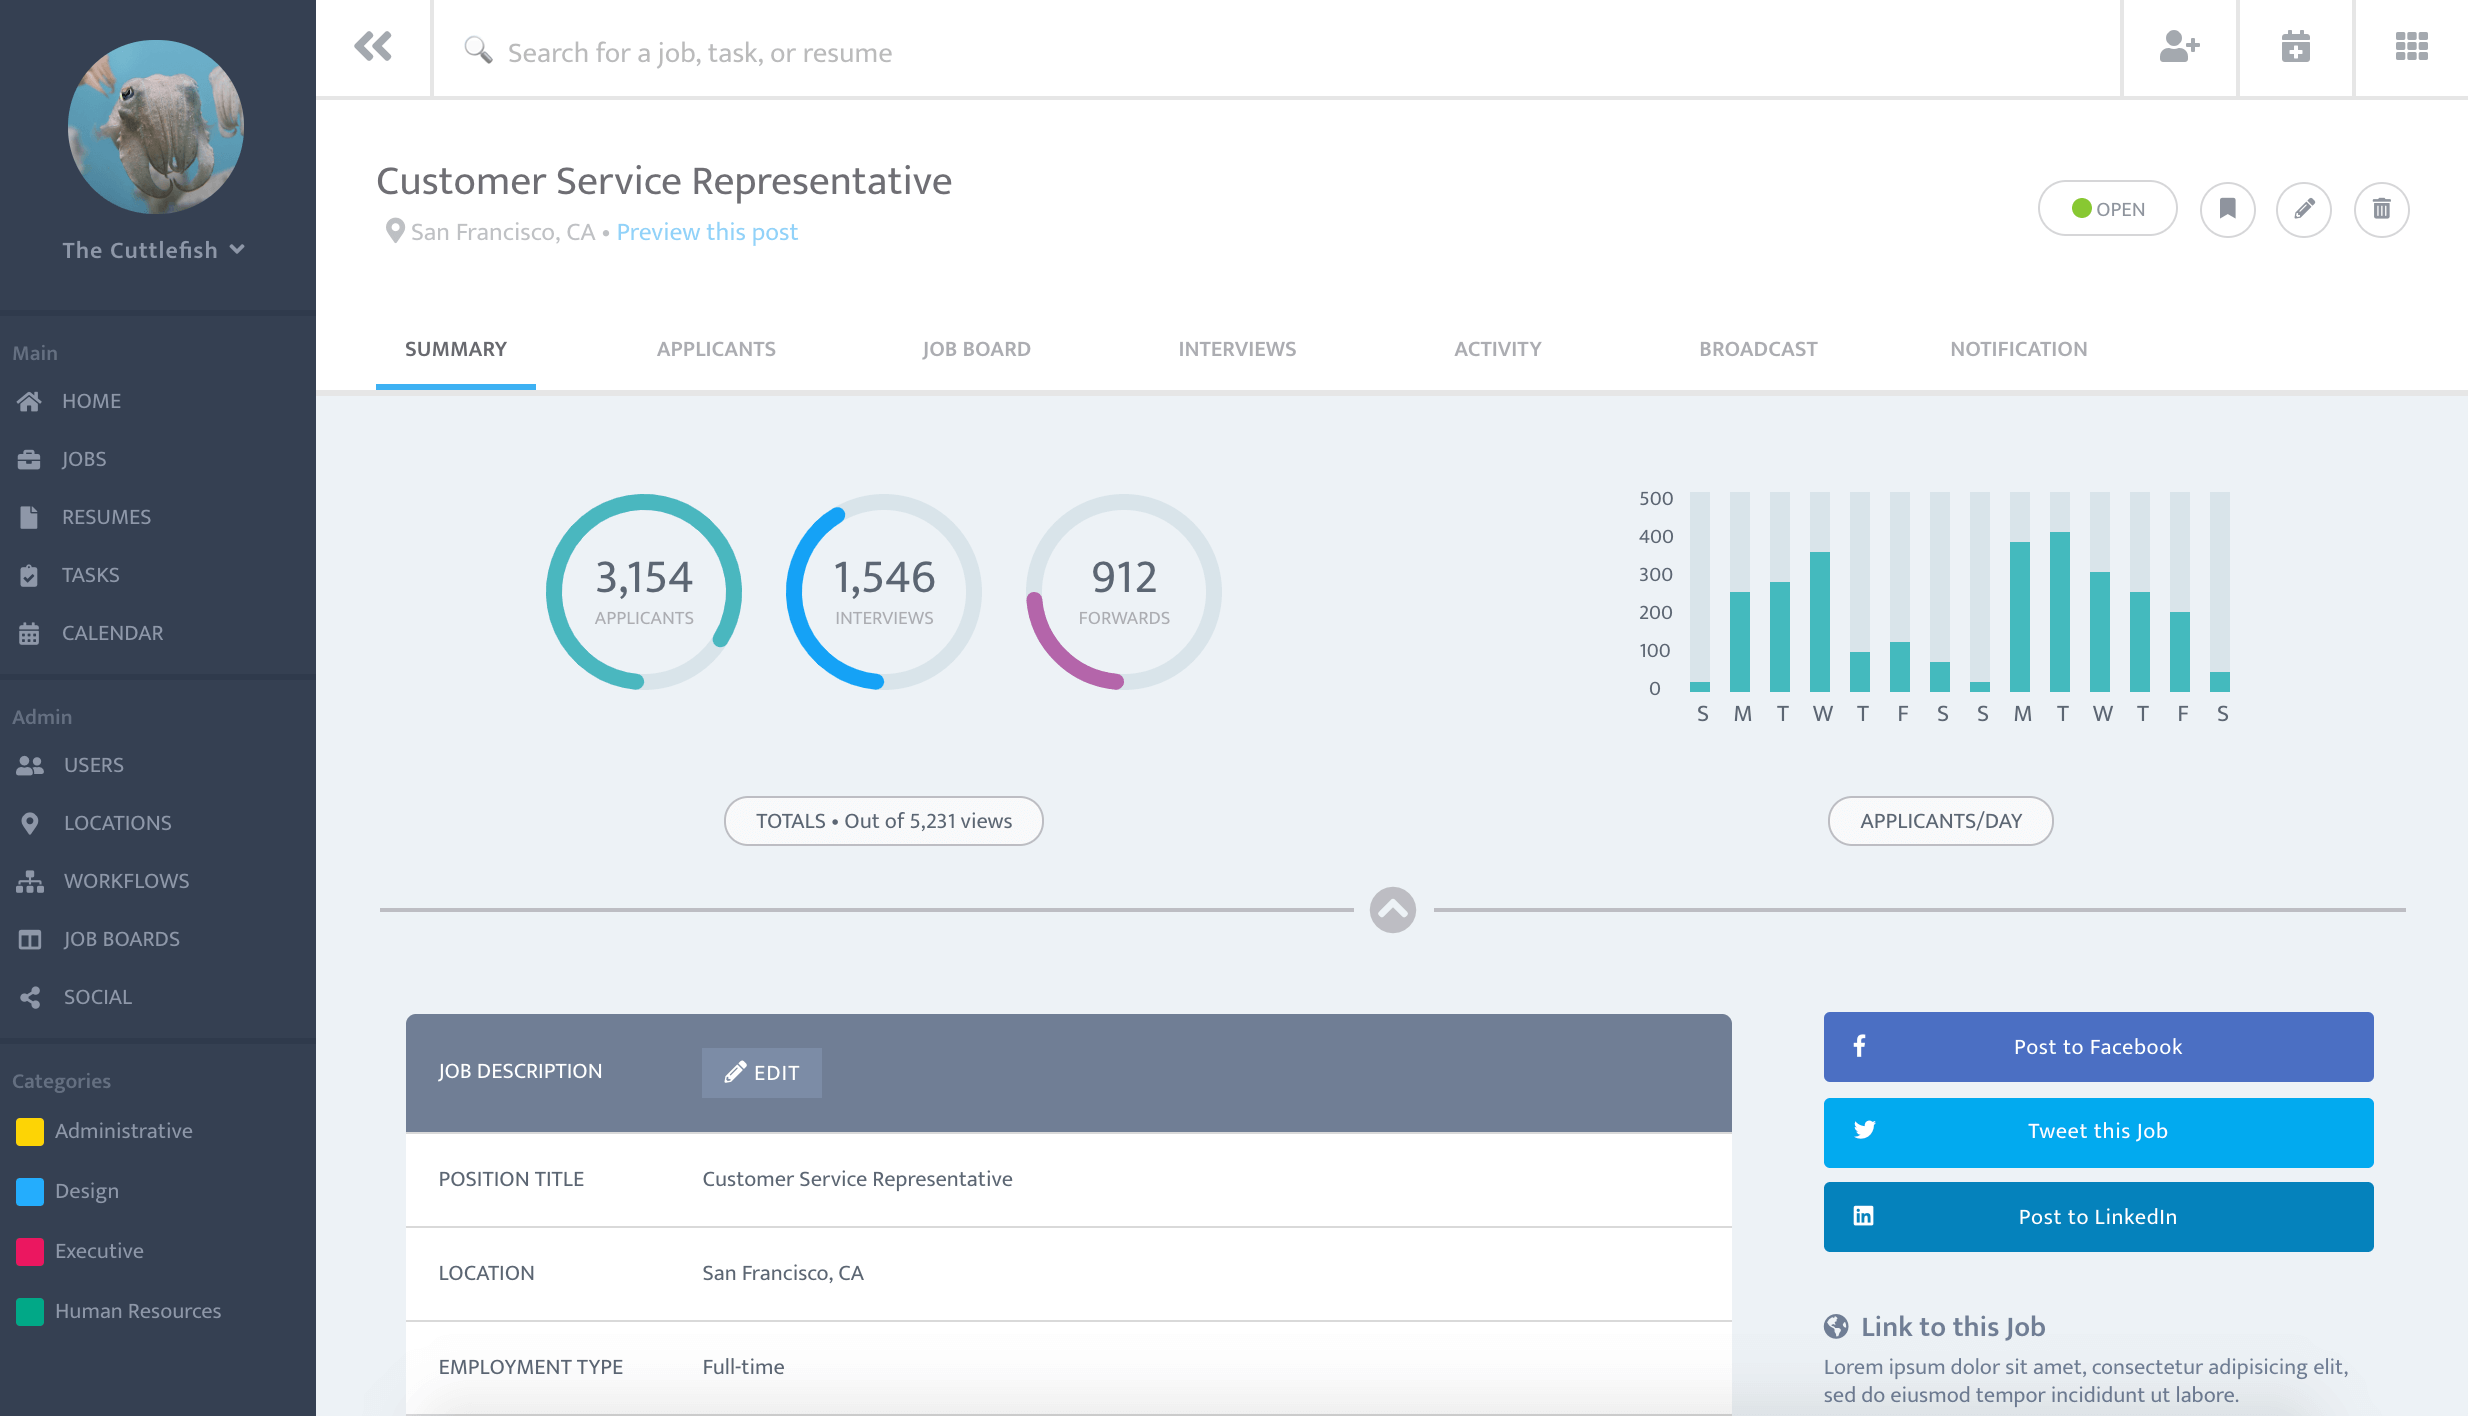 The Cuttlefish
Main
HOME
JOBS
RESUMES
TASKS
CALENDAR
Admin
USERS
LOCATIONS
WORKFLOWS
JOB BOARDS
SOCIAL
Categories
Administrative
Design
Executive
Human Resources
Search for a job, task, or resume
Customer Service Representative
San Francisco, CA • Preview this post
OPEN
SUMMARY APPLICANTS JOB BOARD INTERVIEWS ACTIVITY BROADCAST NOTIFICATION
3,154
APPLICANTS
1,546
INTERVIEWS
912
FORWARDS
TOTALS • Out of 5,231 views
500
400
300
200
100
0
S M T W T F S S M T W T F S
APPLICANTS/DAY
JOB DESCRIPTION EDIT
POSITION TITLE Customer Service Representative
LOCATION San Francisco, CA
EMPLOYMENT TYPE Full-time
Post to Facebook
Tweet this Job
Post to LinkedIn
Link to this Job
Lorem ipsum dolor sit amet, consectetur adipisicing elit,
sed do eiusmod tempor incididunt ut labore.